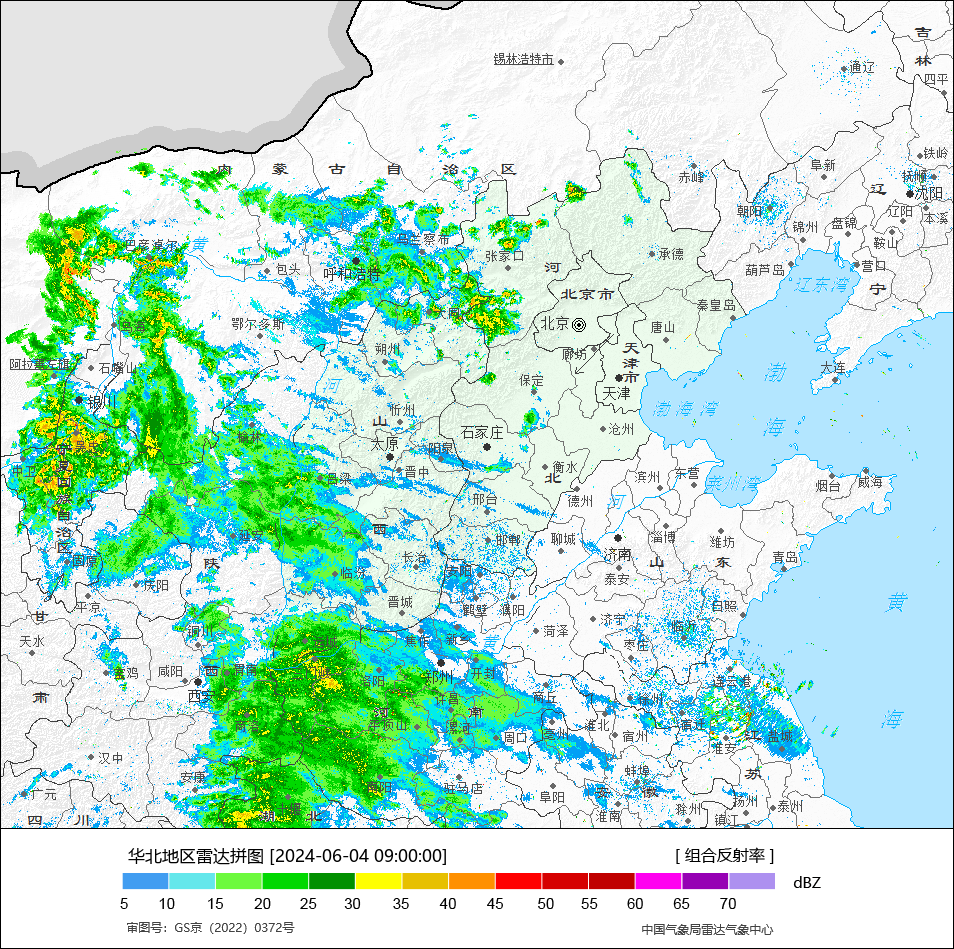 吉
林
锡林浩特市
通辽
四平
内 蒙 古 自 治 区
铁岭
阜新
赤峰
抚顺
辽
沈阳
朝阳
辽阳
本溪
锦州
盘锦
鞍山
巴彦淖尔
黄
乌兰察布
张家口
承德
河
呼和浩特
包头
葫芦岛
营口
宁
辽东湾
北京市
秦皇岛
鄂尔多斯
北京
唐山
朔州
廊坊
天
津
市
阿拉善左旗
石嘴山
大连
渤
银川
河
保定
天津
忻州
渤海湾
山
海
太原
石家庄
沧州
榆林
阳泉
中卫
吕梁
晋中
衡水
滨州
东营
北
莱州湾
烟台
威海
宁
夏
回
族
自
治
区
邢台
德州
河
延安
西
邯郸
聊城
济南
淄博
潍坊
固原
陕
长治
安阳
临汾
山
东
青岛
庆阳
泰安
平凉
晋城
鹤壁
濮阳
日照
黄
甘
铜川
菏泽
济宁
临沂
天水
运城
焦作
新乡
黄
枣庄
宝鸡
咸阳
西
渭南
三门峡
洛阳
郑州
开封
连云港
肃
西安
商丘
徐州
许昌
河
南
宿迁
海
商洛
平顶山
漯河
周口
亳州
淮北
宿州
淮安
江
盐城
汉中
安康
南阳
驻马店
蚌埠
苏
广元
阜阳
安
徽
扬州
泰州
四 川
十堰
湖 北
淮南
滁州
镇江
华北地区雷达拼图 [2024-06-04 09:00:00]
[ 组合反射率 ]
dBZ
5 10 15 20 25 30 35 40 45 50 55 60 65 70
审图号：GS京（2022）0372号
中国气象局雷达气象中心